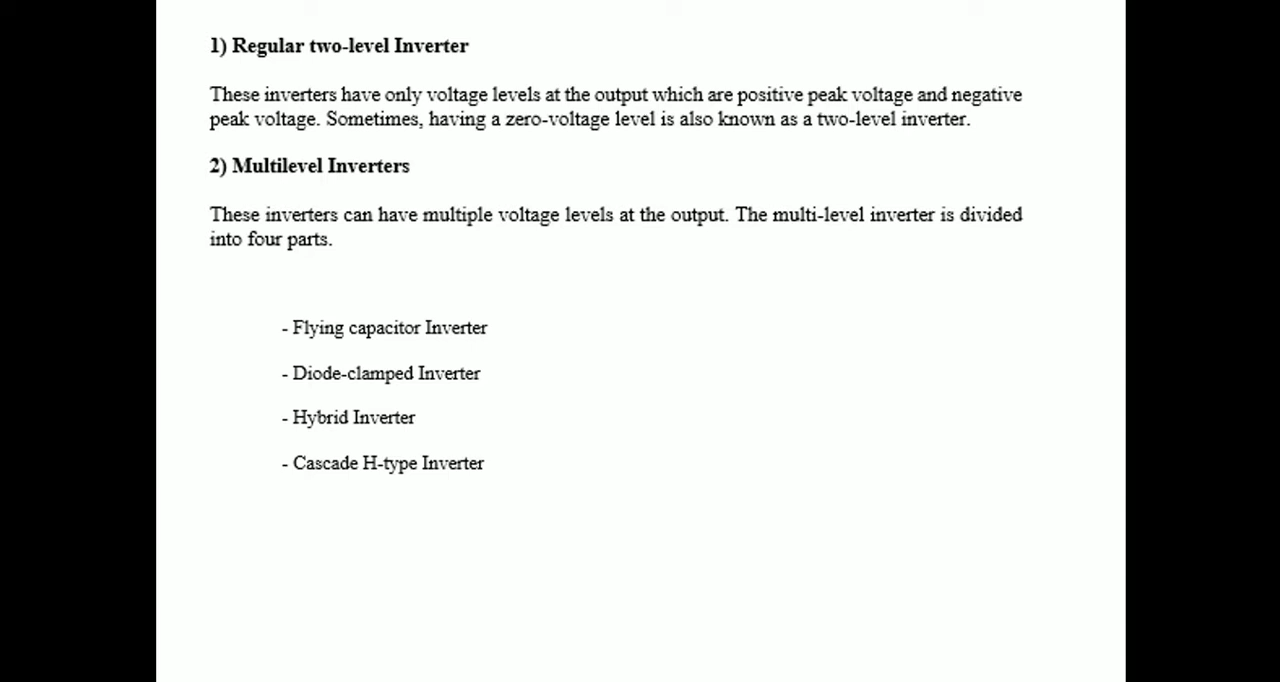 1) Regular two-level Inverter
These inverters have only voltage levels at the output which are positive peak voltage and negative
peak voltage. Sometimes, having a zero-voltage level is also known as a two-level inverter.
2) Multilevel Inverters
These inverters can have multiple voltage levels at the output. The multi-level inverter is divided
into four parts.
- Flying capacitor Inverter
- Diode-clamped Inverter
- Hybrid Inverter
- Cascade H-type Inverter